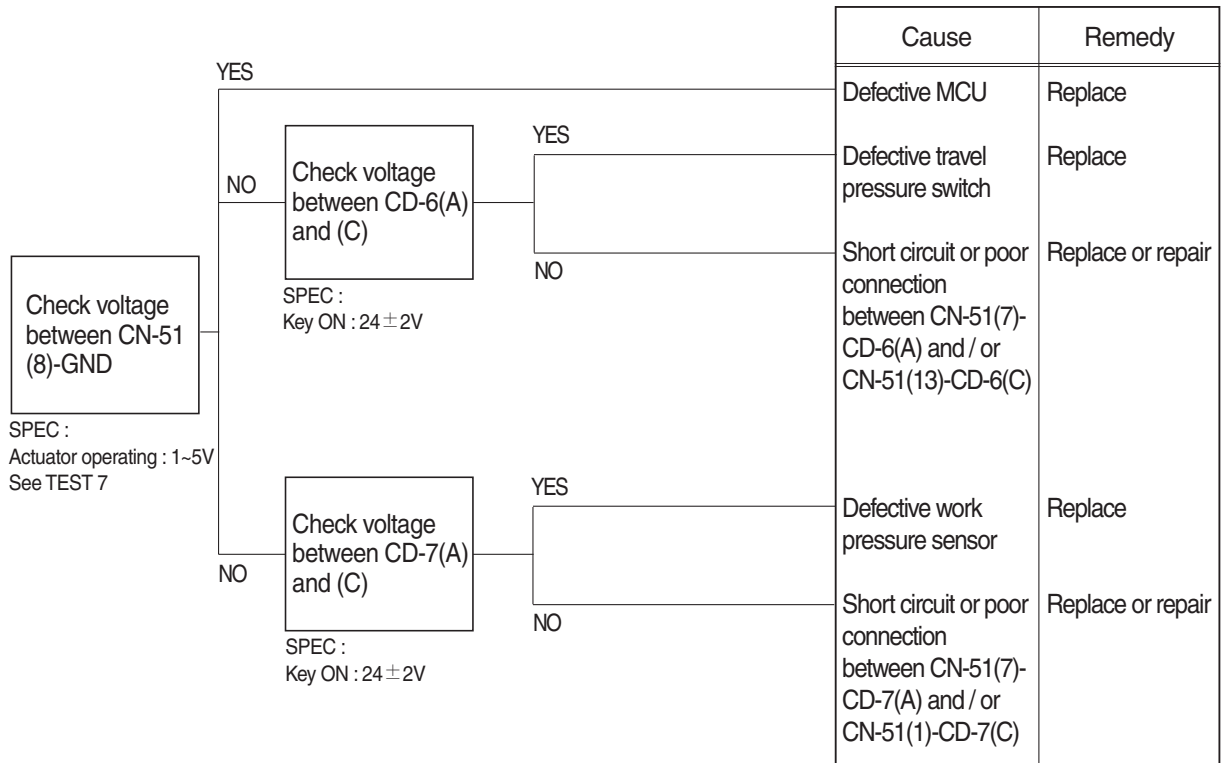 Check voltage
between CN-51
(8)-GND
SPEC :
Actuator operating : 1~5V
See TEST 7
YES
NO
Check voltage
between CD-6(A)
and (C)
SPEC :
Key ON : 24±2V
YES
NO
NO
Check voltage
between CD-7(A)
and (C)
SPEC :
Key ON : 24±2V
YES
NO
Cause
Remedy
Defective MCU
Replace
Defective travel
pressure switch
Replace
Short circuit or poor
connection
between CN-51(7)-
CD-6(A) and / or
CN-51(13)-CD-6(C)
Replace or repair
Defective work
pressure sensor
Replace
Short circuit or poor
connection
between CN-51(7)-
CD-7(A) and / or
CN-51(1)-CD-7(C)
Replace or repair